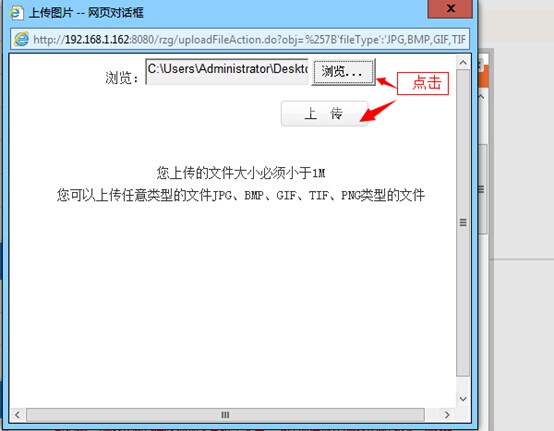 上传图片 -- 网页对话框
http://192.168.1.162:8080/rzg/uploadFileAction.do?obj=%257B'fileType':'JPG,BMP,GIF,TIF
浏览： C:\Users\Administrator\Deskto 浏览...
点击
上 传
您上传的文件大小必须小于1M
您可以上传任意类型的文件JPG、BMP、GIF、TIF、PNG类型的文件